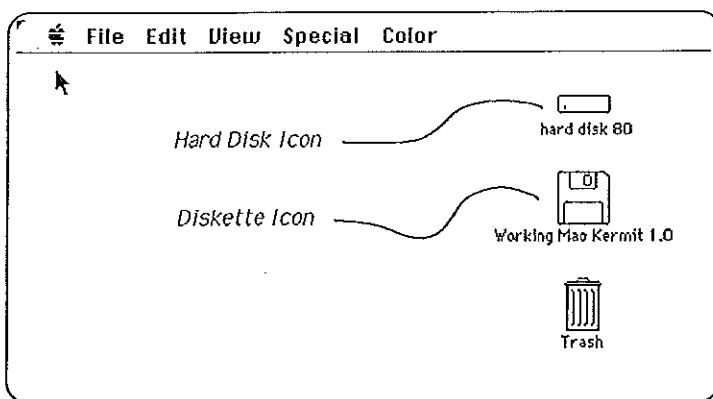 File Edit View Special Color
Hard Disk Icon
hard disk 80
Diskette Icon
Working Mac Kermit 1.0
Trash